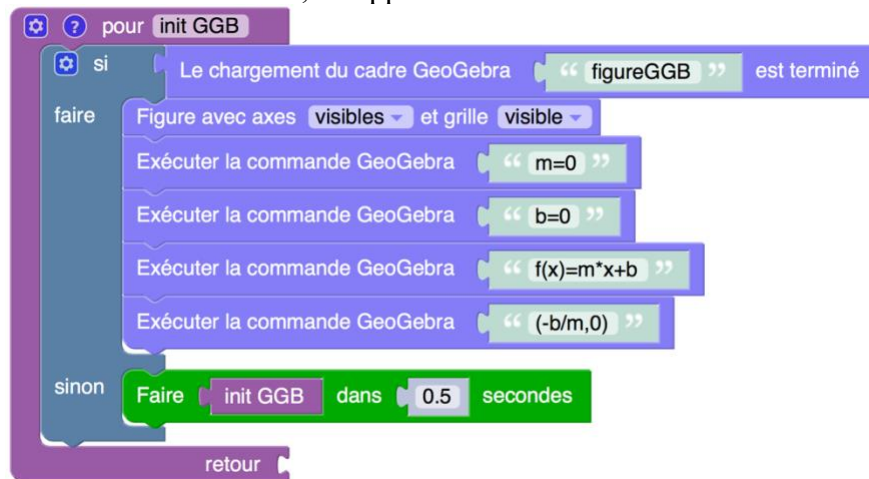 pour init GGB
si Le chargement du cadre GeoGebra “ figureGGB ” est terminé
faire Figure avec axes visibles et grille visible
Exécuter la commande GeoGebra “ m=0 ”
Exécuter la commande GeoGebra “ b=0 ”
Exécuter la commande GeoGebra “ f(x)=m*x+b ”
Exécuter la commande GeoGebra “ (-b/m,0) ”
sinon Faire init GGB dans 0.5 secondes
retour